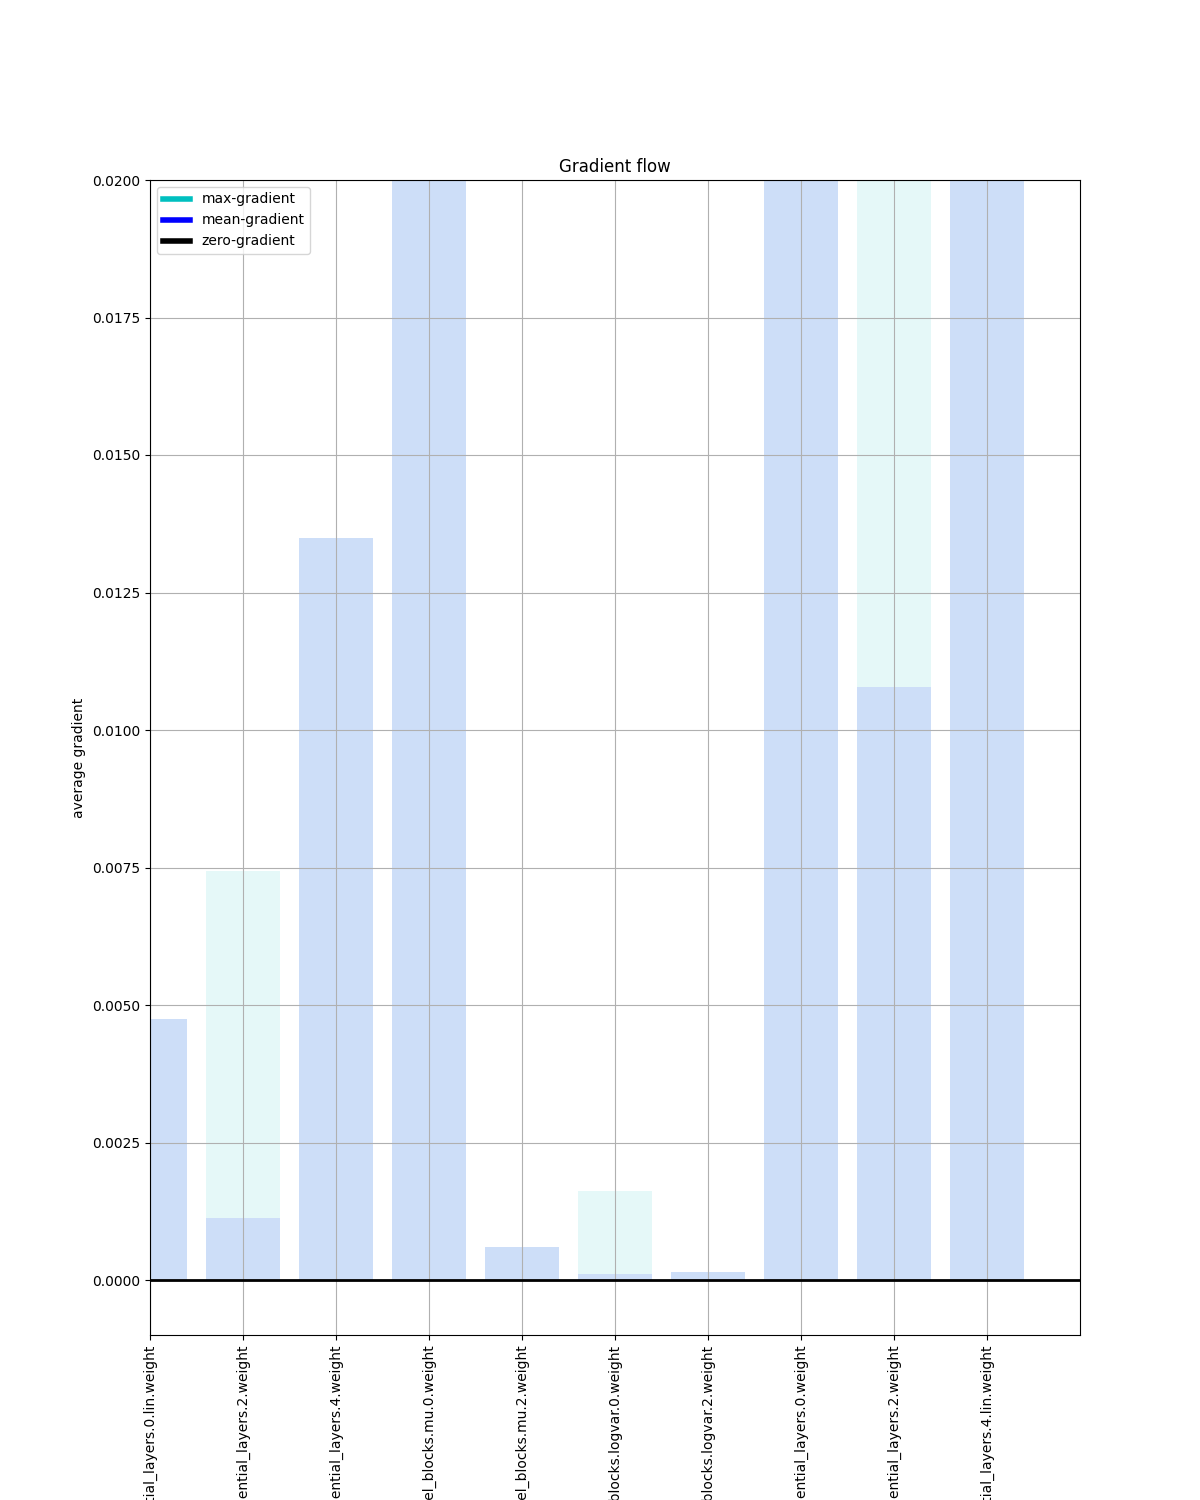 Gradient flow
max-gradient
mean-gradient
zero-gradient
0.0200
0.0175
0.0150
0.0125
0.0100
0.0075
0.0050
0.0025
0.0000
average gradient
tial_layers.0.lin.weight
ential_layers.2.weight
ential_layers.4.weight
el_blocks.mu.0.weight
el_blocks.mu.2.weight
blocks.logvar.0.weight
blocks.logvar.2.weight
ential_layers.0.weight
ential_layers.2.weight
tial_layers.4.lin.weight